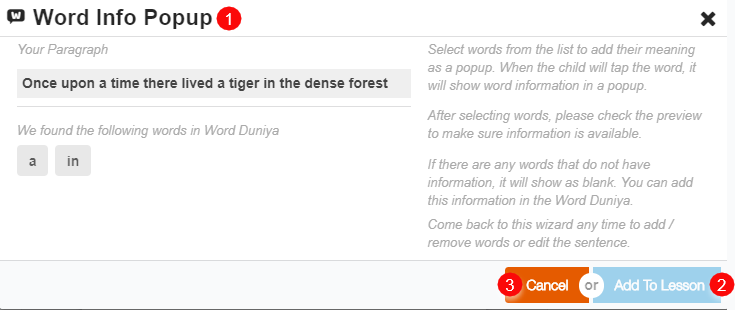 Word Info Popup 1
Your Paragraph
Once upon a time there lived a tiger in the dense forest
We found the following words in Word Duniya
a in
Select words from the list to add their meaning
as a popup. When the child will tap the word, it
will show word information in a popup.
After selecting words, please check the preview
to make sure information is available.
If there are any words that do not have
information, it will show as blank. You can add
this information in the Word Duniya.
Come back to this wizard any time to add /
remove words or edit the sentence.
3 Cancel or Add To Lesson 2